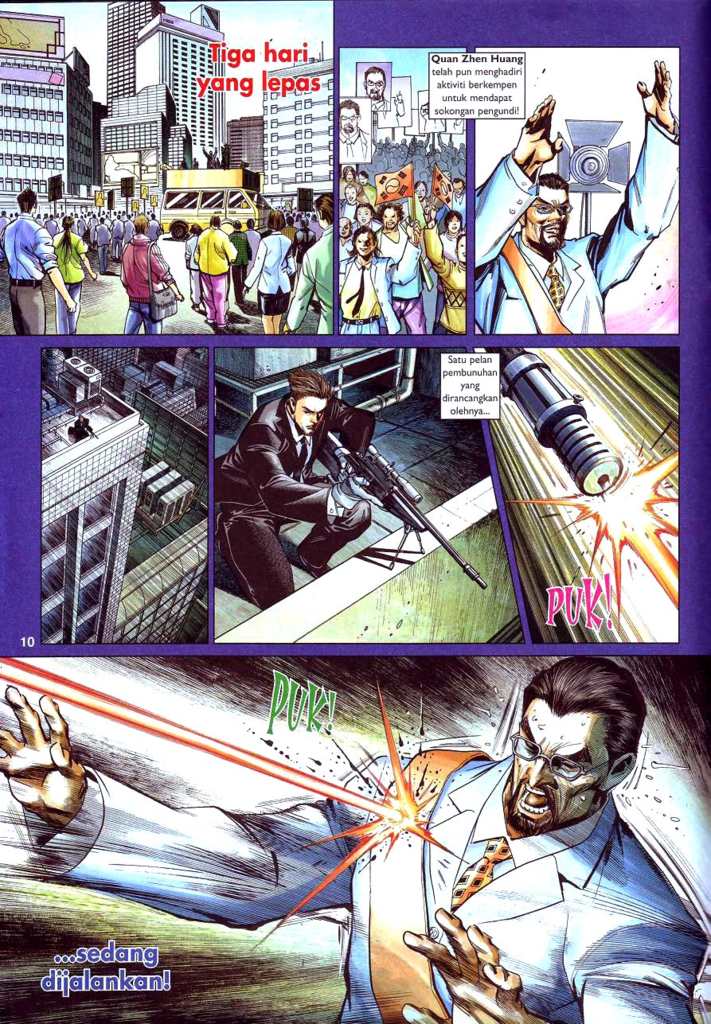 Tiga hari
yang lepas
Quan Zhen Huang
telah pun menghadiri
aktiviti berkempen
untuk mendapat
sokongan pengundi!
Satu pelan
pembunuhan
yang
dirancangkan
olehnya...
PUK!
10
PUK!
...sedang
dijalankan!